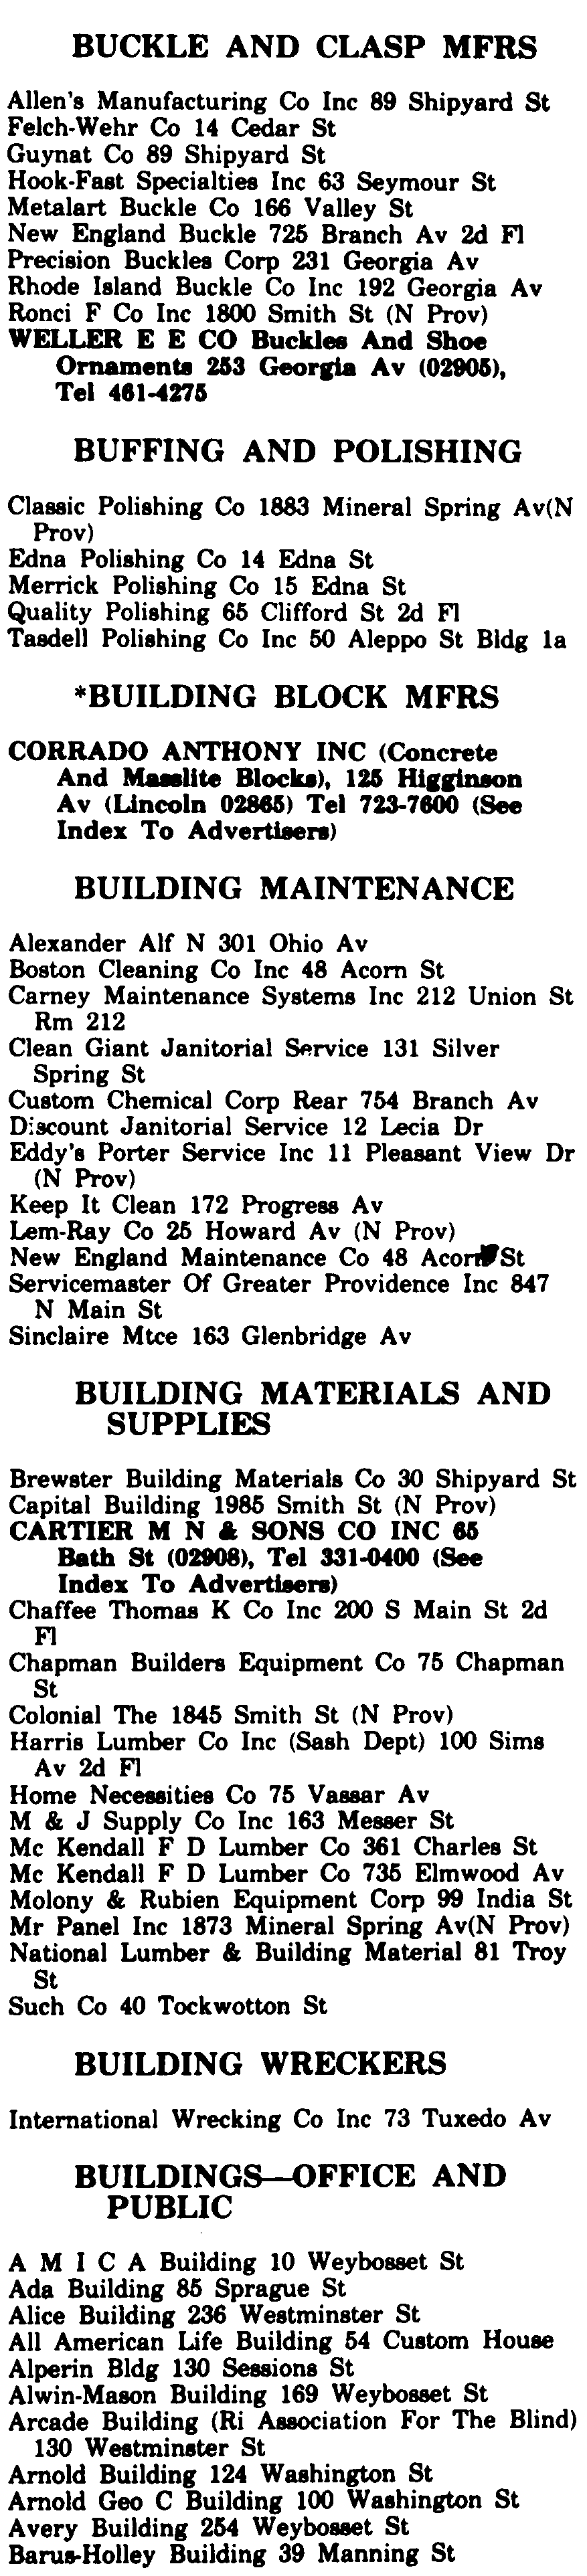 BUCKLE AND CLASP MFRS
Allen's Manufacturing Co Inc 89 Shipyard St
Felch-Wehr Co 14 Cedar St
Guynat Co 89 Shipyard St
Hook-Fast Specialties Inc 63 Seymour St
Metalart Buckle Co 166 Valley St
New England Buckle 725 Branch Av 2d Fl
Precision Buckles Corp 231 Georgia Av
Rhode Island Buckle Co Inc 192 Georgia Av
Ronci F Co Inc 1800 Smith St (N Prov)
WELLER E E CO Buckles And Shoe
Ornaments 253 Georgia Av (02905),
Tel 461-4275
BUFFING AND POLISHING
Classic Polishing Co 1883 Mineral Spring Av(N
Prov)
Edna Polishing Co 14 Edna St
Merrick Polishing Co 15 Edna St
Quality Polishing 65 Clifford St 2d Fl
Tasdell Polishing Co Inc 50 Aleppo St Bldg 1a
*BUILDING BLOCK MFRS
CORRADO ANTHONY INC (Concrete
And Masslite Blocks), 125 Higginson
Av (Lincoln 02865) Tel 723-7600 (See
Index To Advertisers)
BUILDING MAINTENANCE
Alexander Alf N 301 Ohio Av
Boston Cleaning Co Inc 48 Acorn St
Carney Maintenance Systems Inc 212 Union St
Rm 212
Clean Giant Janitorial Service 131 Silver
Spring St
Custom Chemical Corp Rear 754 Branch Av
Discount Janitorial Service 12 Lecia Dr
Eddy's Porter Service Inc 11 Pleasant View Dr
(N Prov)
Keep It Clean 172 Progress Av
Lem-Ray Co 25 Howard Av (N Prov)
New England Maintenance Co 48 Acorn St
Servicemaster Of Greater Providence Inc 847
N Main St
Sinclaire Mtce 163 Glenbridge Av
BUILDING MATERIALS AND
SUPPLIES
Brewster Building Materials Co 30 Shipyard St
Capital Building 1985 Smith St (N Prov)
CARTIER M N & SONS CO INC 65
Bath St (02908), Tel 331-0400 (See
Index To Advertisers)
Chaffee Thomas K Co Inc 200 S Main St 2d
Fl
Chapman Builders Equipment Co 75 Chapman
St
Colonial The 1845 Smith St (N Prov)
Harris Lumber Co Inc (Sash Dept) 100 Sims
Av 2d Fl
Home Necessities Co 75 Vassar Av
M & J Supply Co Inc 163 Messer St
Mc Kendall F D Lumber Co 361 Charles St
Mc Kendall F D Lumber Co 735 Elmwood Av
Molony & Rubien Equipment Corp 99 India St
Mr Panel Inc 1873 Mineral Spring Av(N Prov)
National Lumber & Building Material 81 Troy
St
Such Co 40 Tockwotton St
BUILDING WRECKERS
International Wrecking Co Inc 73 Tuxedo Av
BUILDINGS—OFFICE AND
PUBLIC
A M I C A Building 10 Weybosset St
Ada Building 85 Sprague St
Alice Building 236 Westminster St
All American Life Building 54 Custom House
Alperin Bldg 130 Sessions St
Alwin-Mason Building 169 Weybosset St
Arcade Building (Ri Association For The Blind)
130 Westminster St
Arnold Building 124 Washington St
Arnold Geo C Building 100 Washington St
Avery Building 254 Weybosset St
Barus-Holley Building 39 Manning St